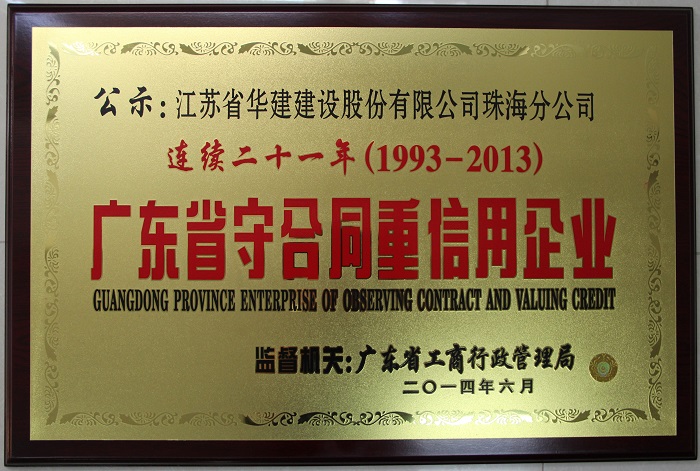 公示:江苏省华建建设股份有限公司珠海分公司
连续二十一年(1993-2013)
广东省守合同重信用企业
GUANGDONG PROVINCE ENTERPRISE OF OBSERVING CONTRACT AND VALUING CREDIT
监督机关:广东省工商行政管理局
二〇一四年六月